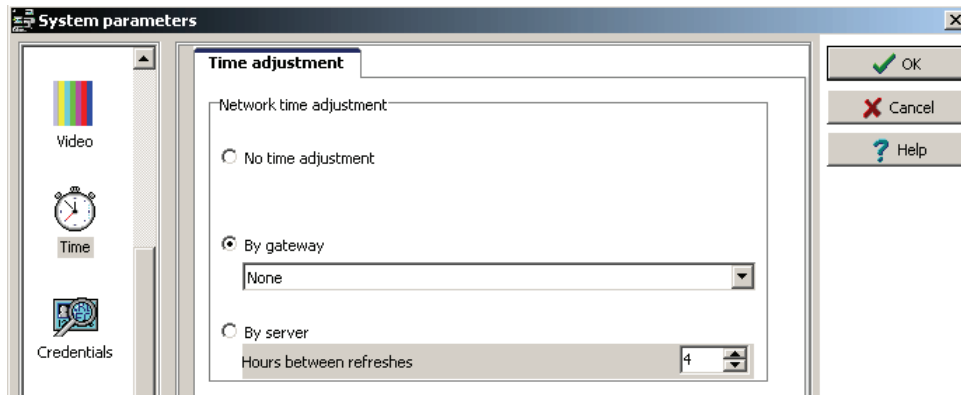 System parameters
Video
Time
Credentials
Time adjustment
Network time adjustment
No time adjustment
By gateway
None
By server
Hours between refreshes 4
OK
Cancel
Help